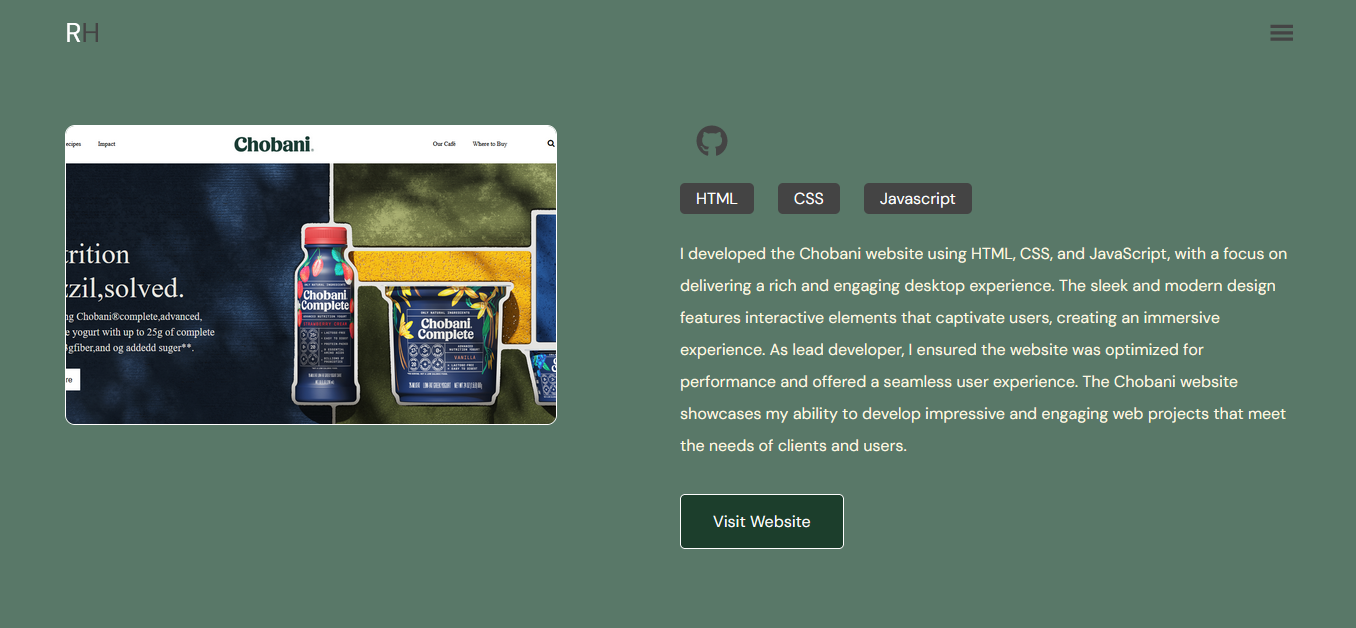 RH
ecipes Impact Chobani. Our Café Where to Buy
trition
zzil,solved.
ng Chobani®complete,advanced,
e yogurt with up to 25g of complete
gfiber,and og addedd suger**.
re
Chobani
Complete
Chobani
Complete
VANILLA
HTML CSS Javascript
I developed the Chobani website using HTML, CSS, and JavaScript, with a focus on
delivering a rich and engaging desktop experience. The sleek and modern design
features interactive elements that captivate users, creating an immersive
experience. As lead developer, I ensured the website was optimized for
performance and offered a seamless user experience. The Chobani website
showcases my ability to develop impressive and engaging web projects that meet
the needs of clients and users.
Visit Website